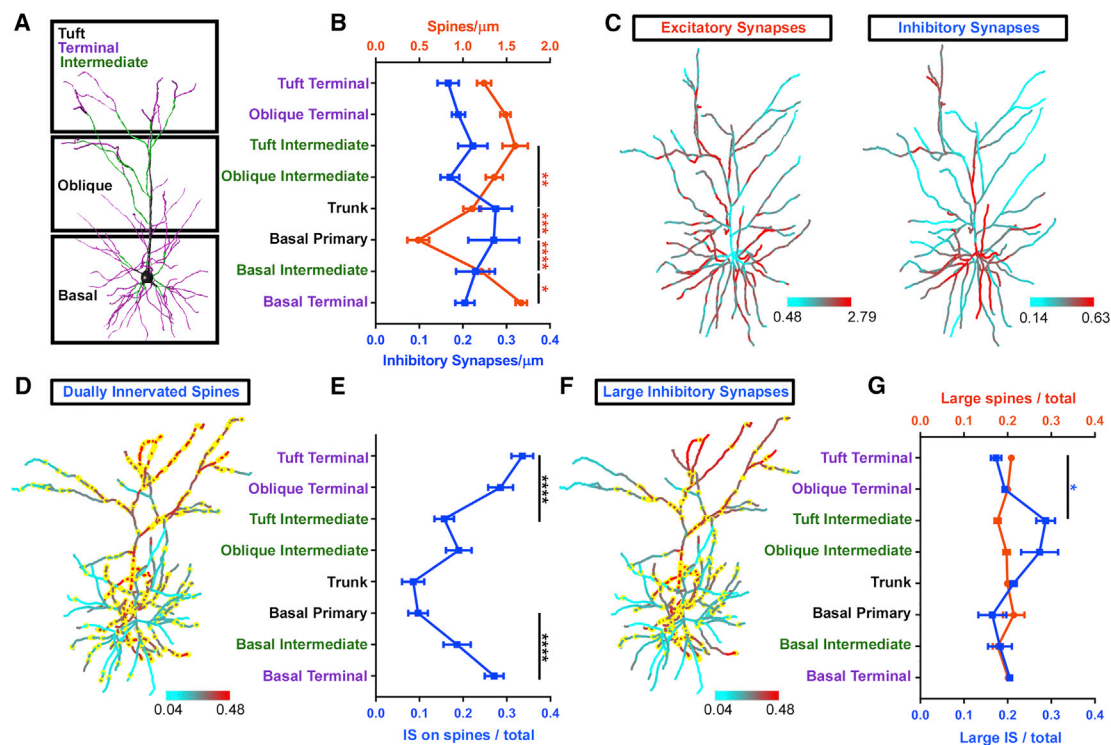 A
Tuft
Terminal
Intermediate
Oblique
Basal
B
Spines/μm
0.0 0.5 1.0 1.5 2.0
Tuft Terminal
Oblique Terminal
Tuft Intermediate
Oblique Intermediate
Trunk
Basal Primary
Basal Intermediate
Basal Terminal
**
***
****
*
0.0 0.1 0.2 0.3 0.4
Inhibitory Synapses/μm
C
Excitatory Synapses
Inhibitory Synapses
0.48 2.79
0.14 0.63
D
Dually Innervated Spines
0.04 0.48
E
Tuft Terminal
Oblique Terminal
Tuft Intermediate
Oblique Intermediate
Trunk
Basal Primary
Basal Intermediate
Basal Terminal
****
****
0.0 0.1 0.2 0.3 0.4
IS on spines / total
F
Large Inhibitory Synapses
0.04 0.48
G
Large spines / total
0.0 0.1 0.2 0.3 0.4
Tuft Terminal
Oblique Terminal
Tuft Intermediate
Oblique Intermediate
Trunk
Basal Primary
Basal Intermediate
Basal Terminal
*
0.0 0.1 0.2 0.3 0.4
Large IS / total